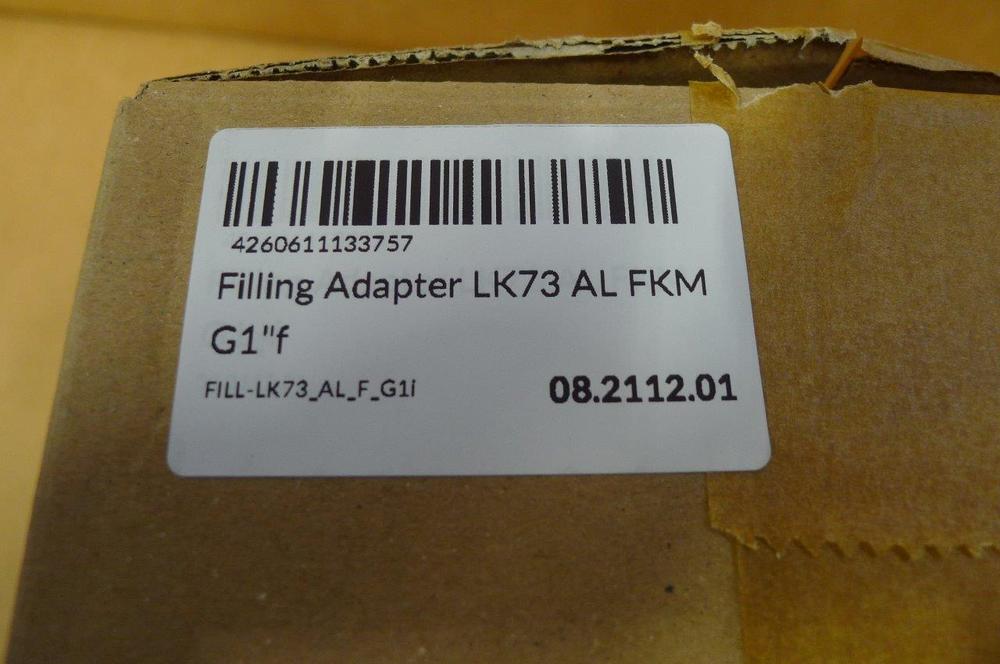 4260611133757
Filling Adapter LK73 AL FKM
G1"f
FILL-LK73_AL_F_G1i 08.2112.01